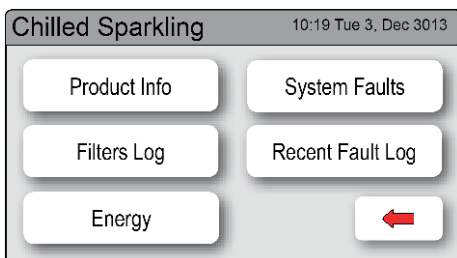 Chilled Sparkling 10:19 Tue 3, Dec 3013
Product Info System Faults
Filters Log Recent Fault Log
Energy